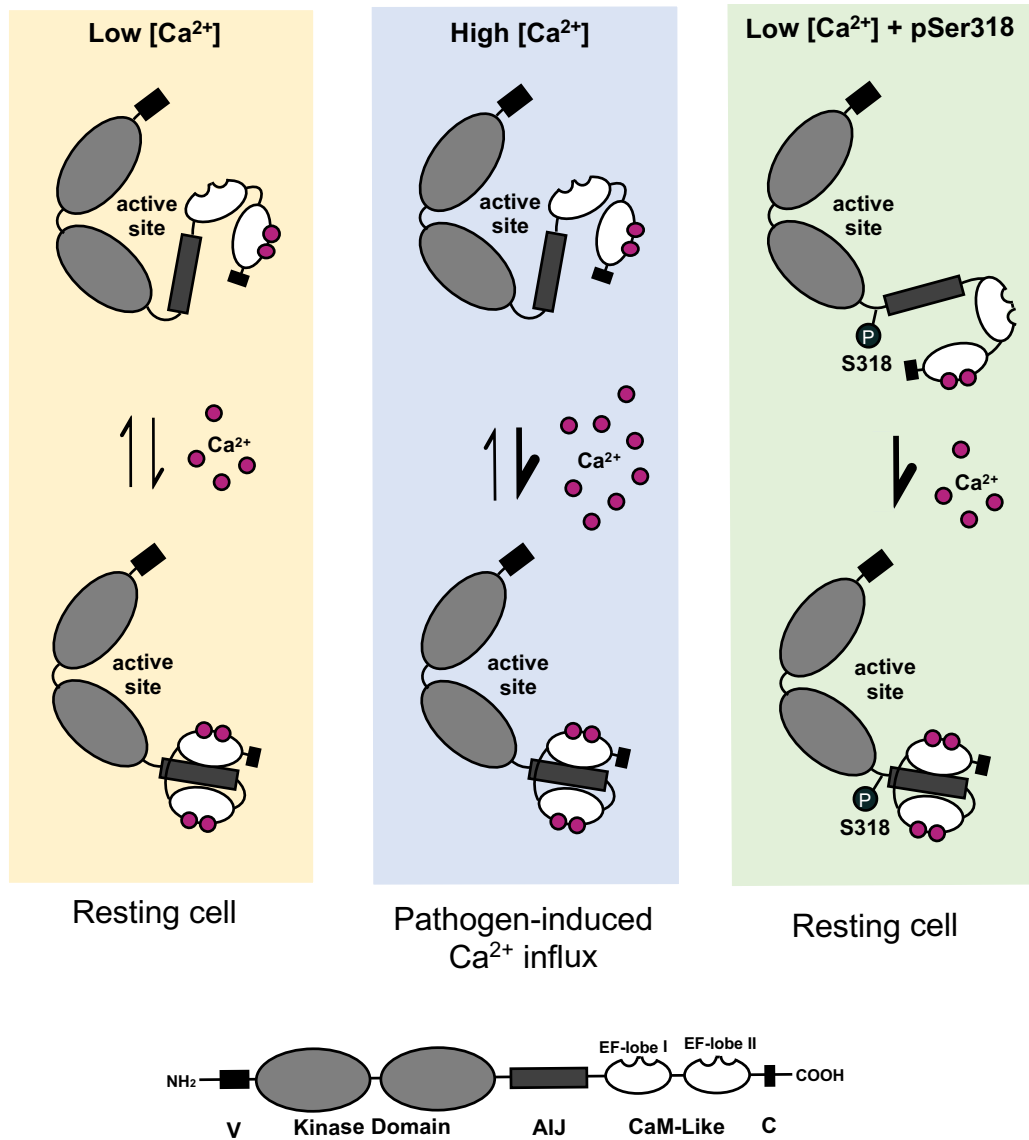 Low [Ca²⁺]
active
site
Ca²⁺
active
site
Resting cell
High [Ca²⁺]
active
site
Ca²⁺
active
site
Pathogen-induced
Ca²⁺ influx
Low [Ca²⁺] + pSer318
active
site
P
S318
Ca²⁺
active
site
P
S318
Resting cell
EF-lobe I EF-lobe II
NH₂ COOH
V Kinase Domain AIJ CaM-Like C